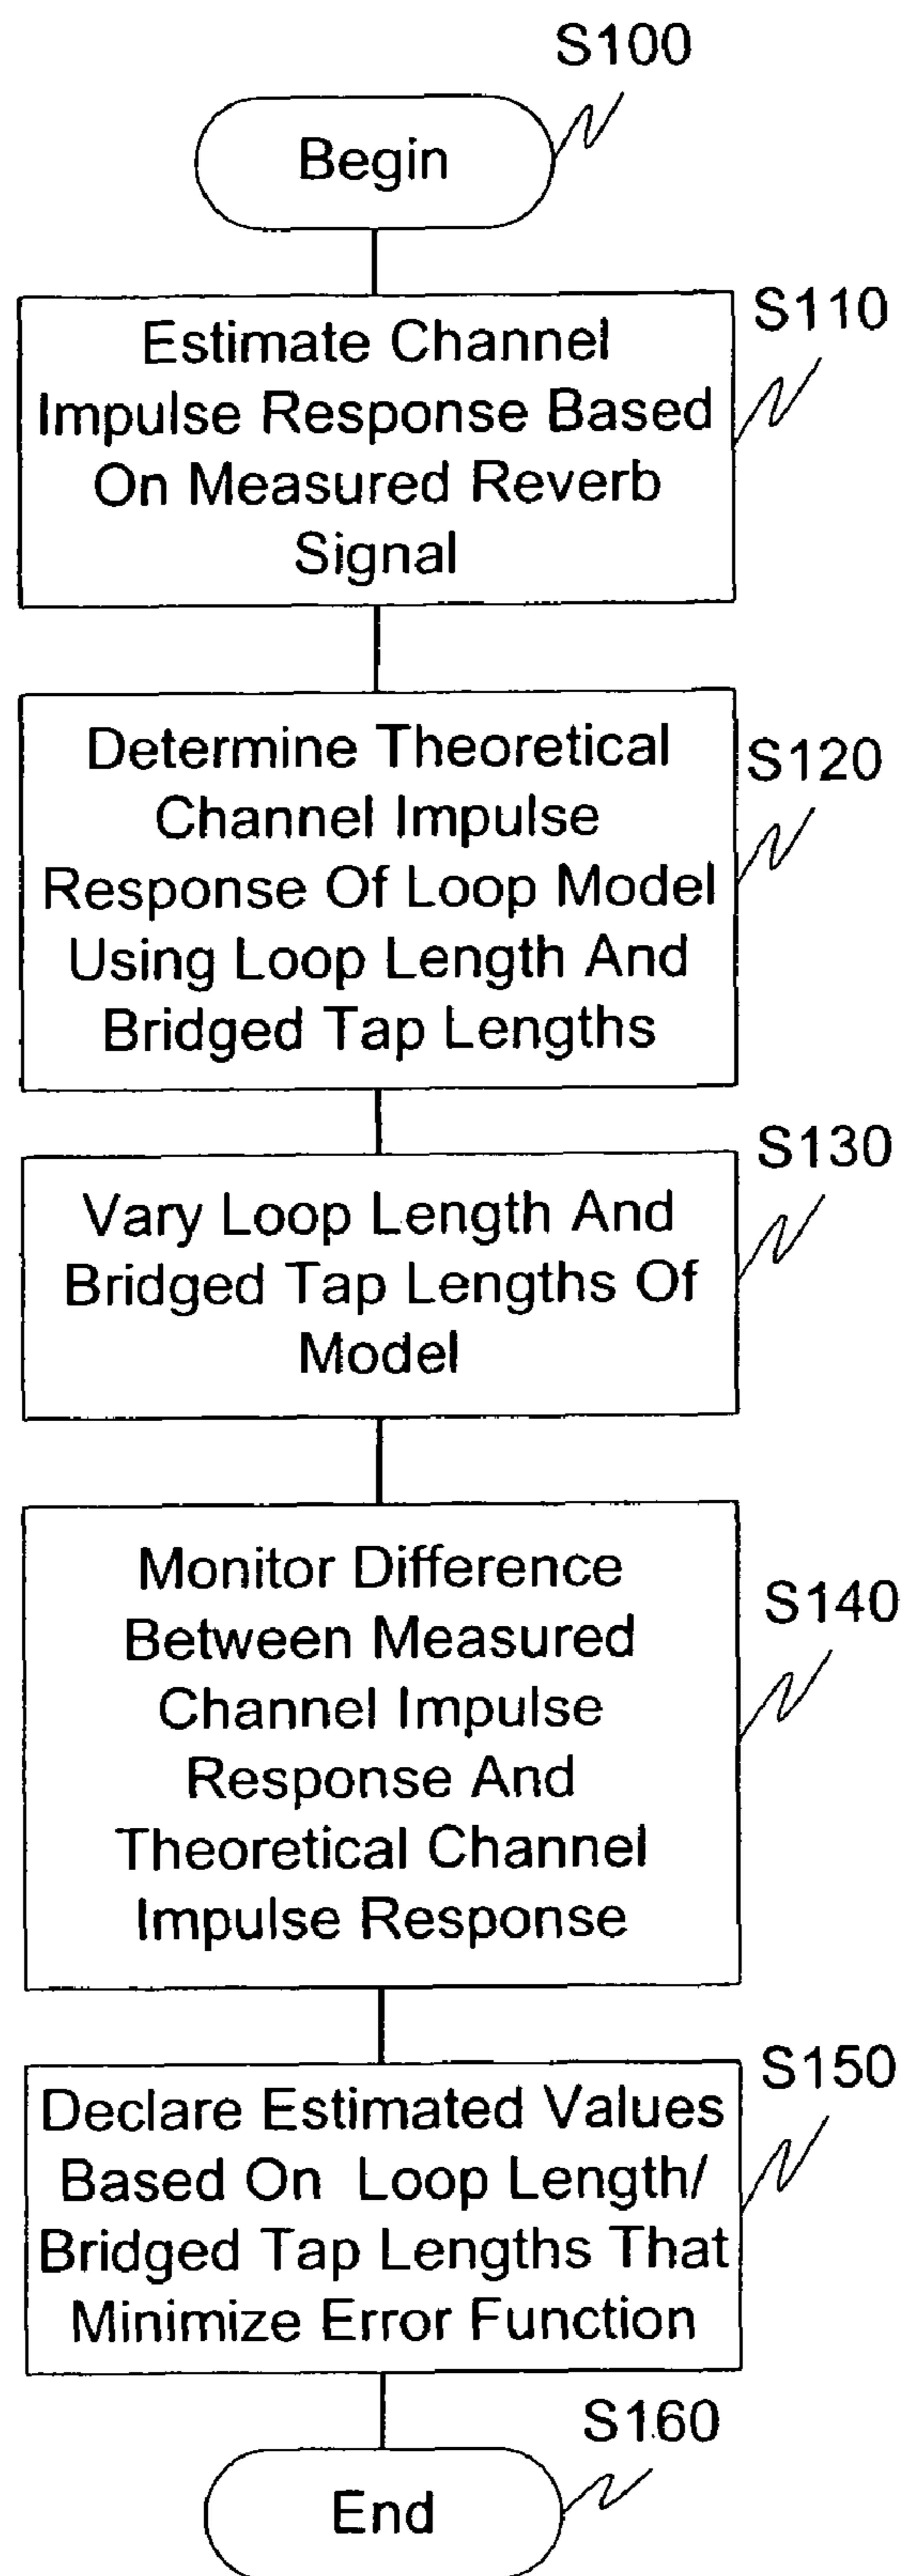 S100
Begin
S110
Estimate Channel
Impulse Response Based
On Measured Reverb
Signal
S120
Determine Theoretical
Channel Impulse
Response Of Loop Model
Using Loop Length And
Bridged Tap Lengths
S130
Vary Loop Length And
Bridged Tap Lengths Of
Model
S140
Monitor Difference
Between Measured
Channel Impulse
Response And
Theoretical Channel
Impulse Response
S150
Declare Estimated Values
Based On Loop Length/
Bridged Tap Lengths That
Minimize Error Function
S160
End